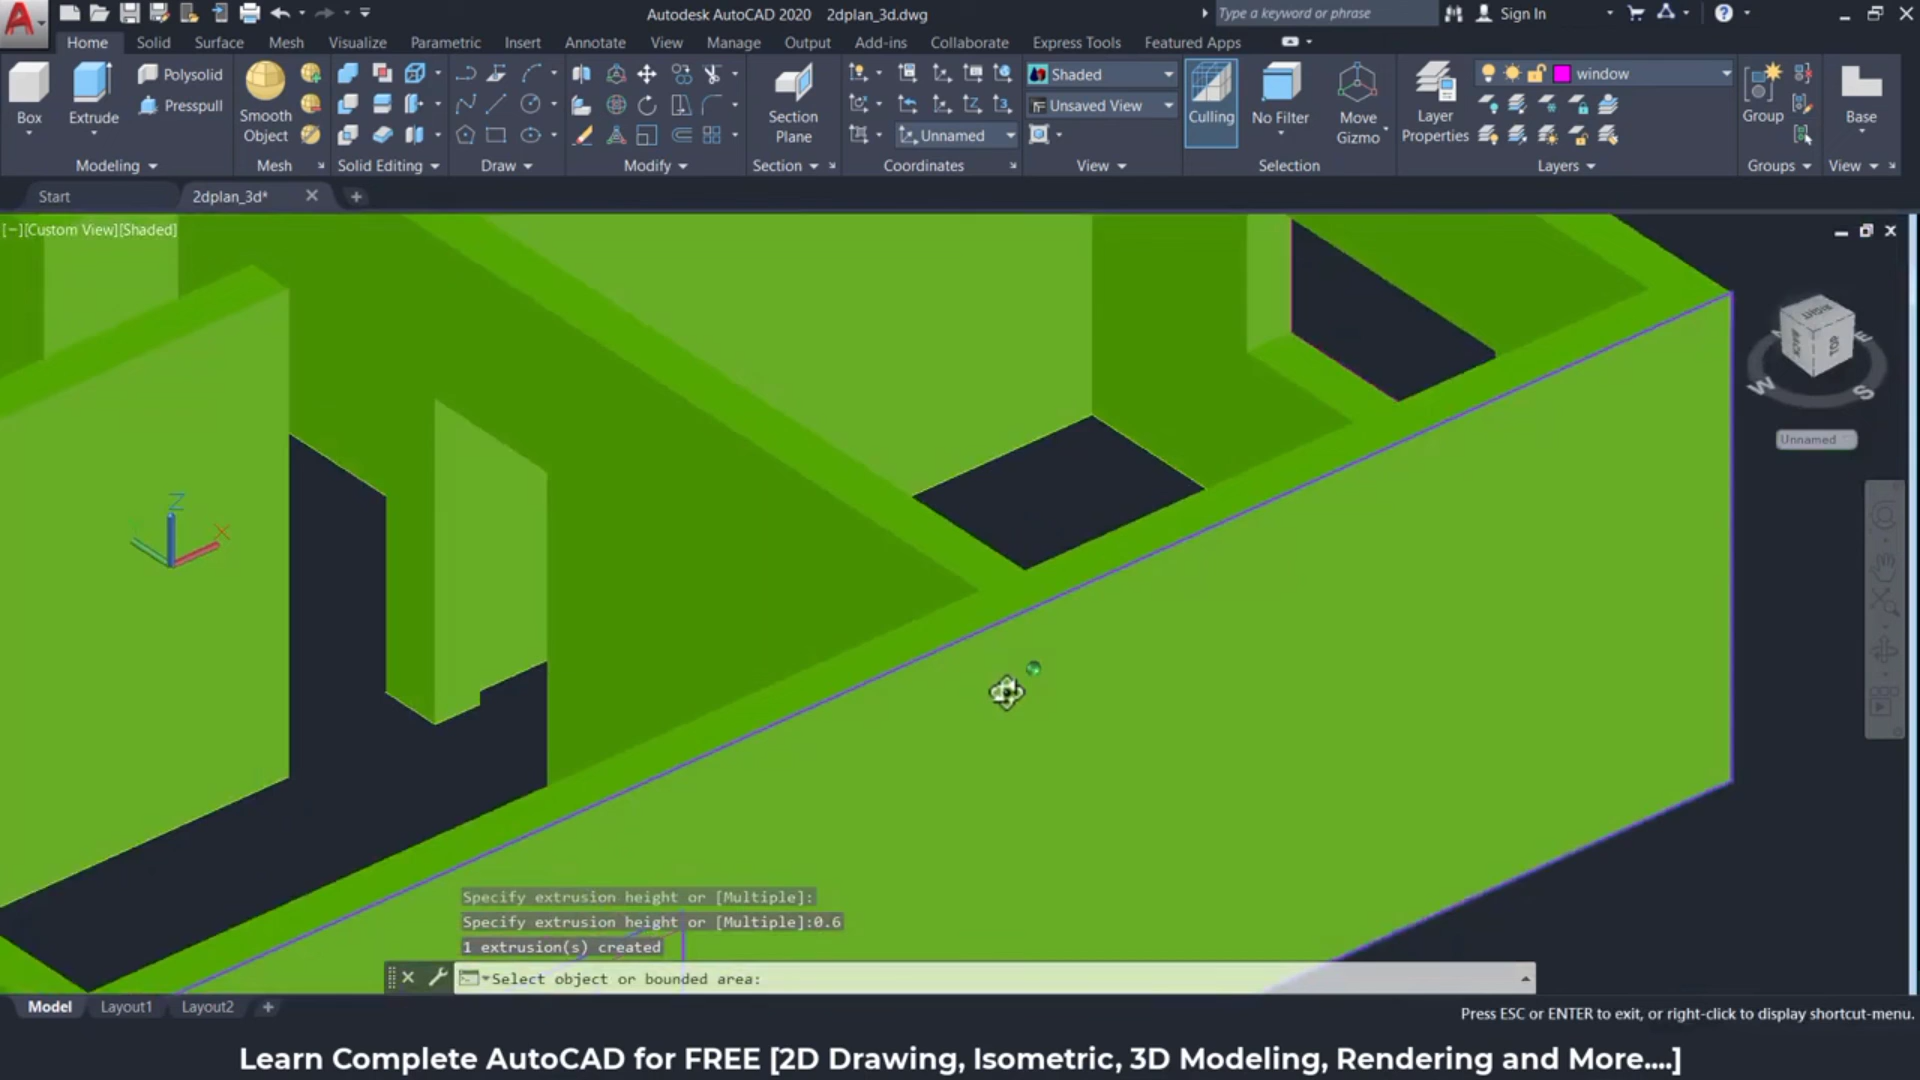 Autodesk AutoCAD 2020 2dplan_3d.dwg
Type a keyword or phrase
Sign In
Home Solid Surface Mesh Visualize Parametric Insert Annotate View Manage Output Add-ins Collaborate Express Tools Featured Apps
Box
Extrude
Polysolid
Presspull
Smooth
Object
Section
Plane
Unnamed
Shaded
Unsaved View
Culling
No Filter
Move
Gizmo
Layer
Properties
window
Group
Base
Modeling
Mesh
Solid Editing
Draw
Modify
Section
Coordinates
View
Selection
Layers
Groups
View
Start
2dplan_3d*
[–][Custom View][Shaded]
RIGHT
BACK
TOP
E
W
S
Unnamed
Z
X
Specify extrusion height or [Multiple]:
Specify extrusion height or [Multiple]:0.6
1 extrusion(s) created
Select object or bounded area:
Model Layout1 Layout2
Press ESC or ENTER to exit, or right-click to display shortcut-menu.
Learn Complete AutoCAD for FREE [2D Drawing, Isometric, 3D Modeling, Rendering and More....]